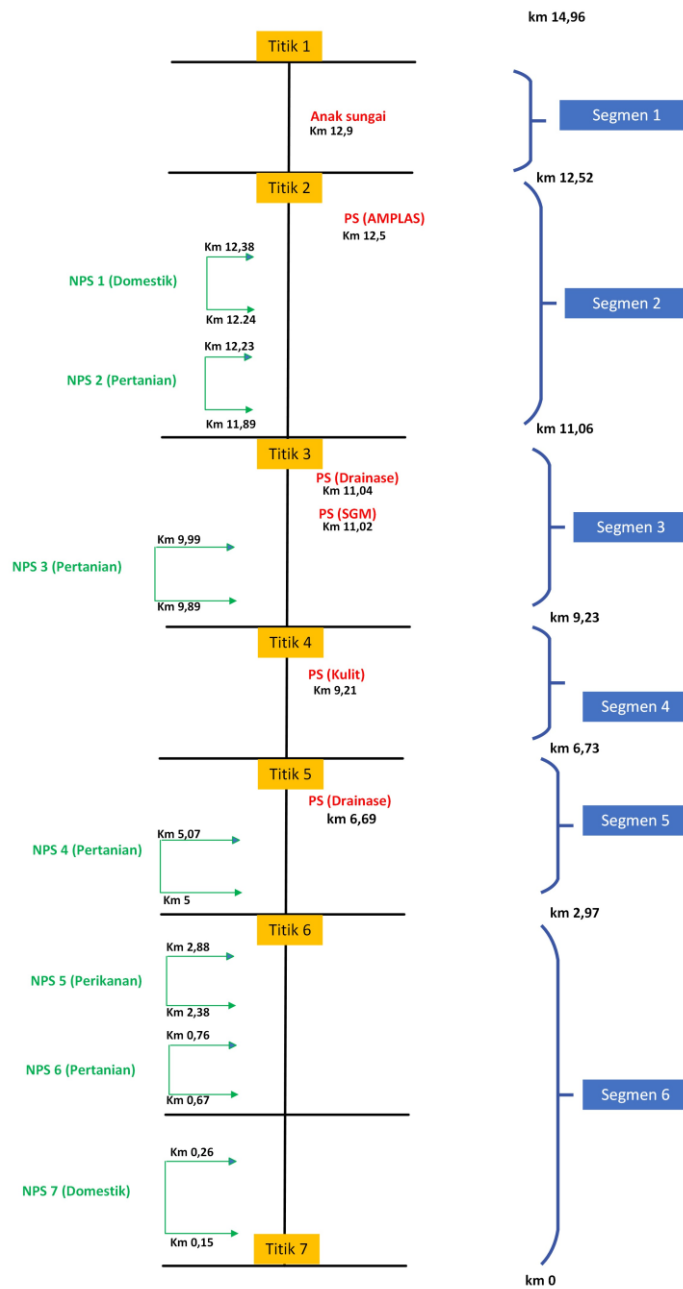 km 14,96
Titik 1
Anak sungai
Km 12,9
Segmen 1
km 12,52
Titik 2
PS (AMPLAS)
Km 12,5
Km 12,38
NPS 1 (Domestik)
Km 12.24
Segmen 2
Km 12,23
NPS 2 (Pertanian)
Km 11,89
km 11,06
Titik 3
PS (Drainase)
Km 11,04
PS (SGM)
Km 11,02
Segmen 3
Km 9,99
NPS 3 (Pertanian)
Km 9,89
km 9,23
Titik 4
PS (Kulit)
Km 9,21
Segmen 4
km 6,73
Titik 5
PS (Drainase)
km 6,69
Segmen 5
Km 5,07
NPS 4 (Pertanian)
Km 5
km 2,97
Titik 6
Km 2,88
NPS 5 (Perikanan)
Km 2,38
Km 0,76
NPS 6 (Pertanian)
Km 0,67
Segmen 6
Km 0,26
NPS 7 (Domestik)
Km 0,15
Titik 7
km 0